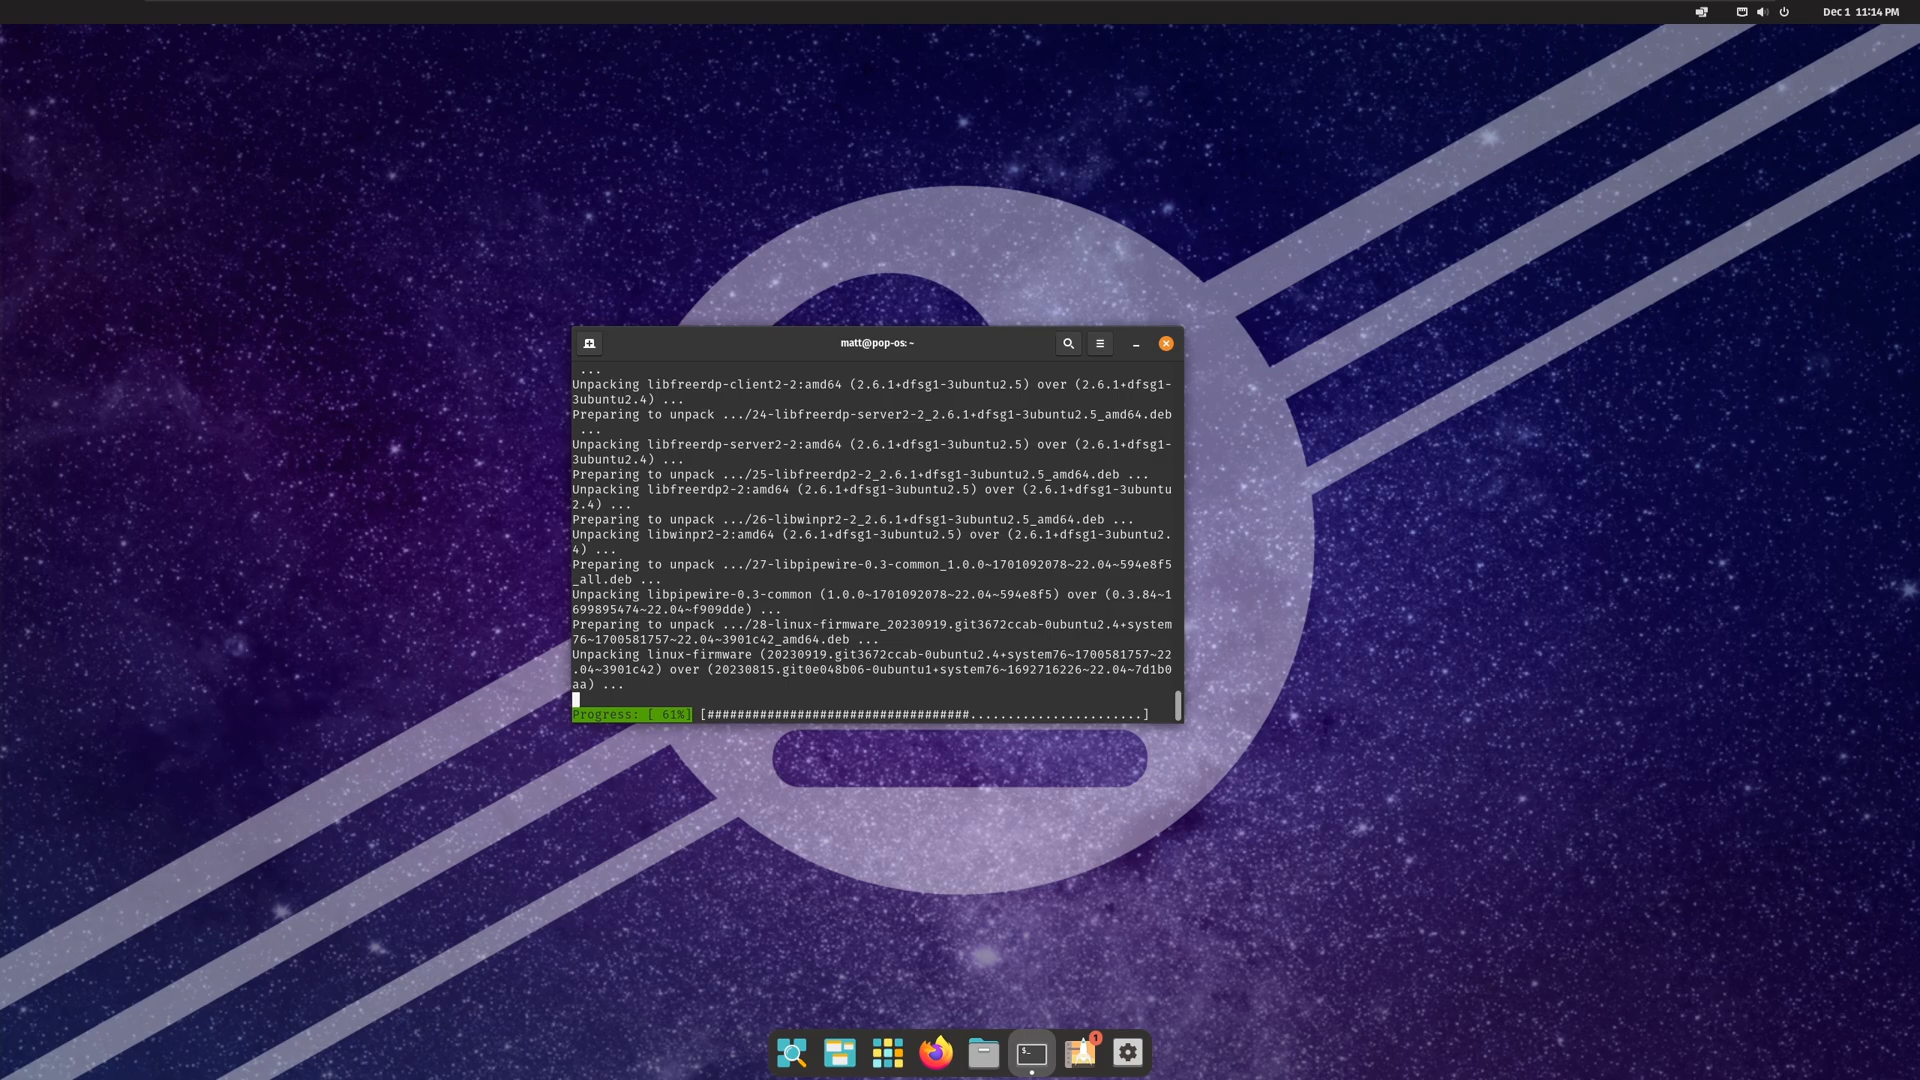 Dec 1 11:14 PM
matt@pop-os: ~
...
Unpacking libfreerdp-client2-2:amd64 (2.6.1+dfsg1-3ubuntu2.5) over (2.6.1+dfsg1-
3ubuntu2.4) ...
Preparing to unpack .../24-libfreerdp-server2-2_2.6.1+dfsg1-3ubuntu2.5_amd64.deb
...
Unpacking libfreerdp-server2-2:amd64 (2.6.1+dfsg1-3ubuntu2.5) over (2.6.1+dfsg1-
3ubuntu2.4) ...
Preparing to unpack .../25-libfreerdp2-2_2.6.1+dfsg1-3ubuntu2.5_amd64.deb ...
Unpacking libfreerdp2-2:amd64 (2.6.1+dfsg1-3ubuntu2.5) over (2.6.1+dfsg1-3ubuntu
2.4) ...
Preparing to unpack .../26-libwinpr2-2_2.6.1+dfsg1-3ubuntu2.5_amd64.deb ...
Unpacking libwinpr2-2:amd64 (2.6.1+dfsg1-3ubuntu2.5) over (2.6.1+dfsg1-3ubuntu2.
4) ...
Preparing to unpack .../27-libpipewire-0.3-common_1.0.0~1701092078~22.04~594e8f5
_all.deb ...
Unpacking libpipewire-0.3-common (1.0.0~1701092078~22.04~594e8f5) over (0.3.84~1
699895474~22.04~f909dde) ...
Preparing to unpack .../28-linux-firmware_20230919.git3672ccab-0ubuntu2.4+system
76~1700581757~22.04~3901c42_amd64.deb ...
Unpacking linux-firmware (20230919.git3672ccab-0ubuntu2.4+system76~1700581757~22
.04~3901c42) over (20230815.git0e048b06-0ubuntu1+system76~1692716226~22.04~7d1b0
aa) ...
Progress: [ 61%] [###################################.......................]
$_
1